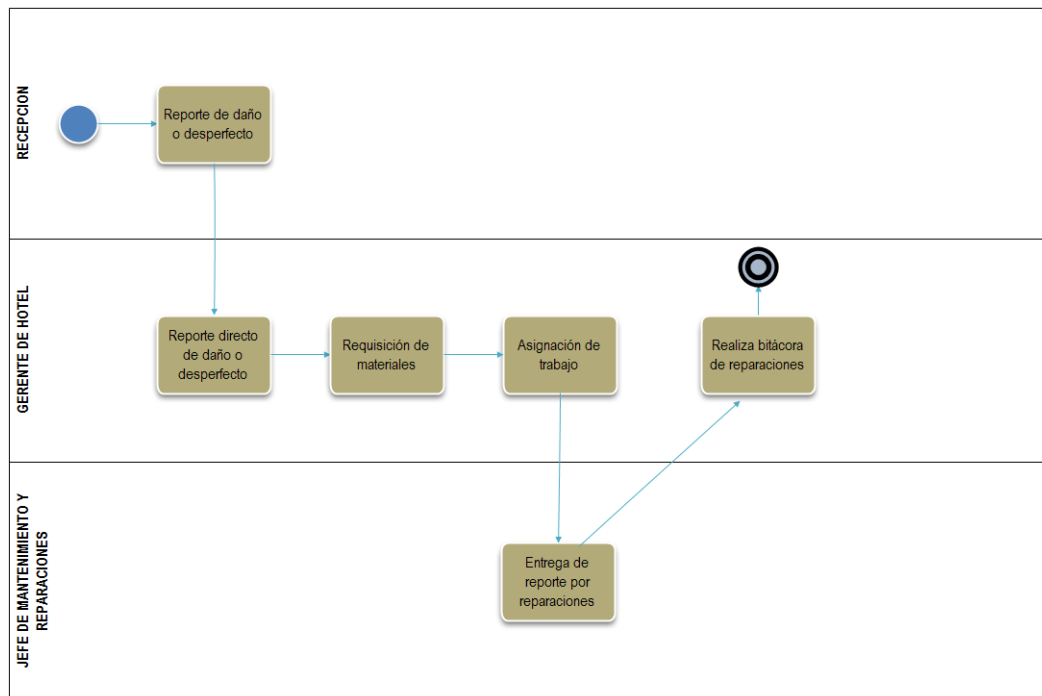 RECEPCION
Reporte de daño
o desperfecto
GERENTE DE HOTEL
Reporte directo
de daño o
desperfecto
Requisición de
materiales
Asignación de
trabajo
Realiza bitácora
de reparaciones
JEFE DE MANTENIMIENTO Y
REPARACIONES
Entrega de
reporte por
reparaciones